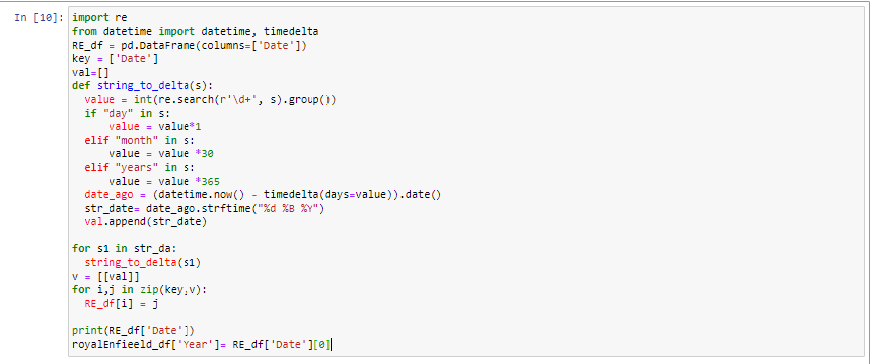 In [10]: import re
from datetime import datetime, timedelta
RE_df = pd.DataFrame(columns=['Date'])
key = ['Date']
val=[]
def string_to_delta(s):
  value = int(re.search(r'\d+', s).group())
  if "day" in s:
     value = value*1
  elif "month" in s:
     value = value *30
  elif "years" in s:
     value = value *365
  date_ago = (datetime.now() - timedelta(days=value)).date()
  str_date= date_ago.strftime("%d %B %Y")
  val.append(str_date)
for s1 in str_da:
  string_to_delta(s1)
v = [[val]]
for i,j in zip(key,v):
  RE_df[i] = j
print(RE_df['Date'])
royalEnfieeld_df['Year']= RE_df['Date'][0]